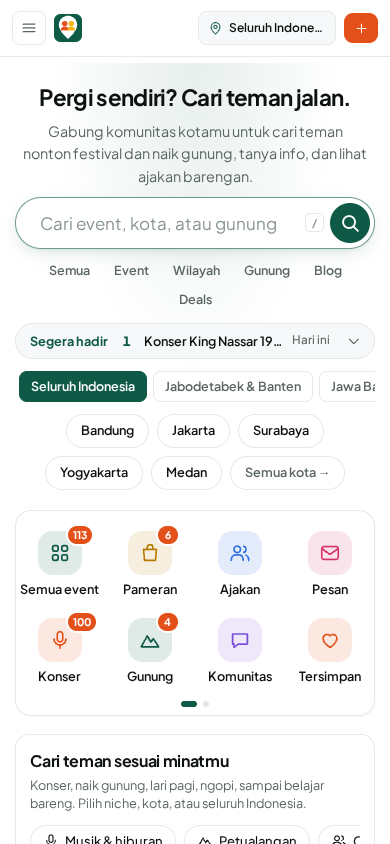 Seluruh Indone...
Pergi sendiri? Cari teman jalan.
Gabung komunitas kotamu untuk cari teman
nonton festival dan naik gunung, tanya info, dan lihat
ajakan barengan.
Cari event, kota, atau gunung
/
Semua Event Wilayah Gunung Blog
Deals
Segera hadir 1 Konser King Nassar 19... Hari ini
Seluruh Indonesia Jabodetabek & Banten Jawa Ba
Bandung Jakarta Surabaya
Yogyakarta Medan Semua kota →
113 6
Semua event Pameran Ajakan Pesan
100 4
Konser Gunung Komunitas Tersimpan
Cari teman sesuai minatmu
Konser, naik gunung, lari pagi, ngopi, sampai belajar
bareng. Pilih niche, kota, atau seluruh Indonesia.
Musik & hiburan Petualangan